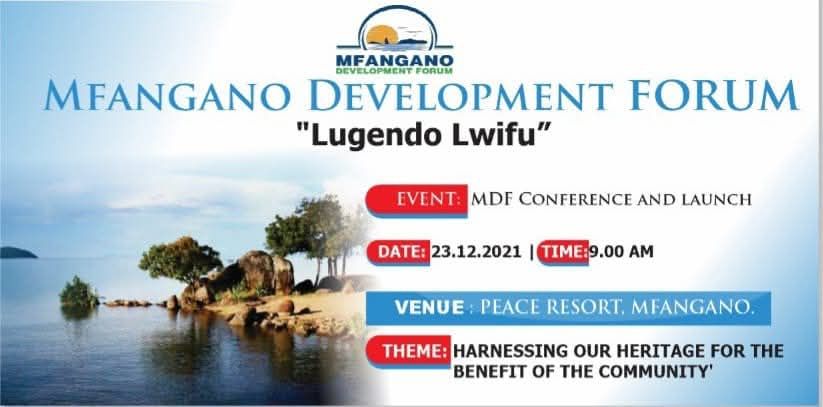 MFANGANO
DEVELOPMENT FORUM
MFANGANO DEVELOPMENT FORUM
"Lugendo Lwifu”
EVENT: MDF CONFERENCE AND LAUNCH
DATE: 23.12.2021 | TIME: 9.00 AM
VENUE : PEACE RESORT, MFANGANO.
THEME: HARNESSING OUR HERITAGE FOR THE
BENEFIT OF THE COMMUNITY'